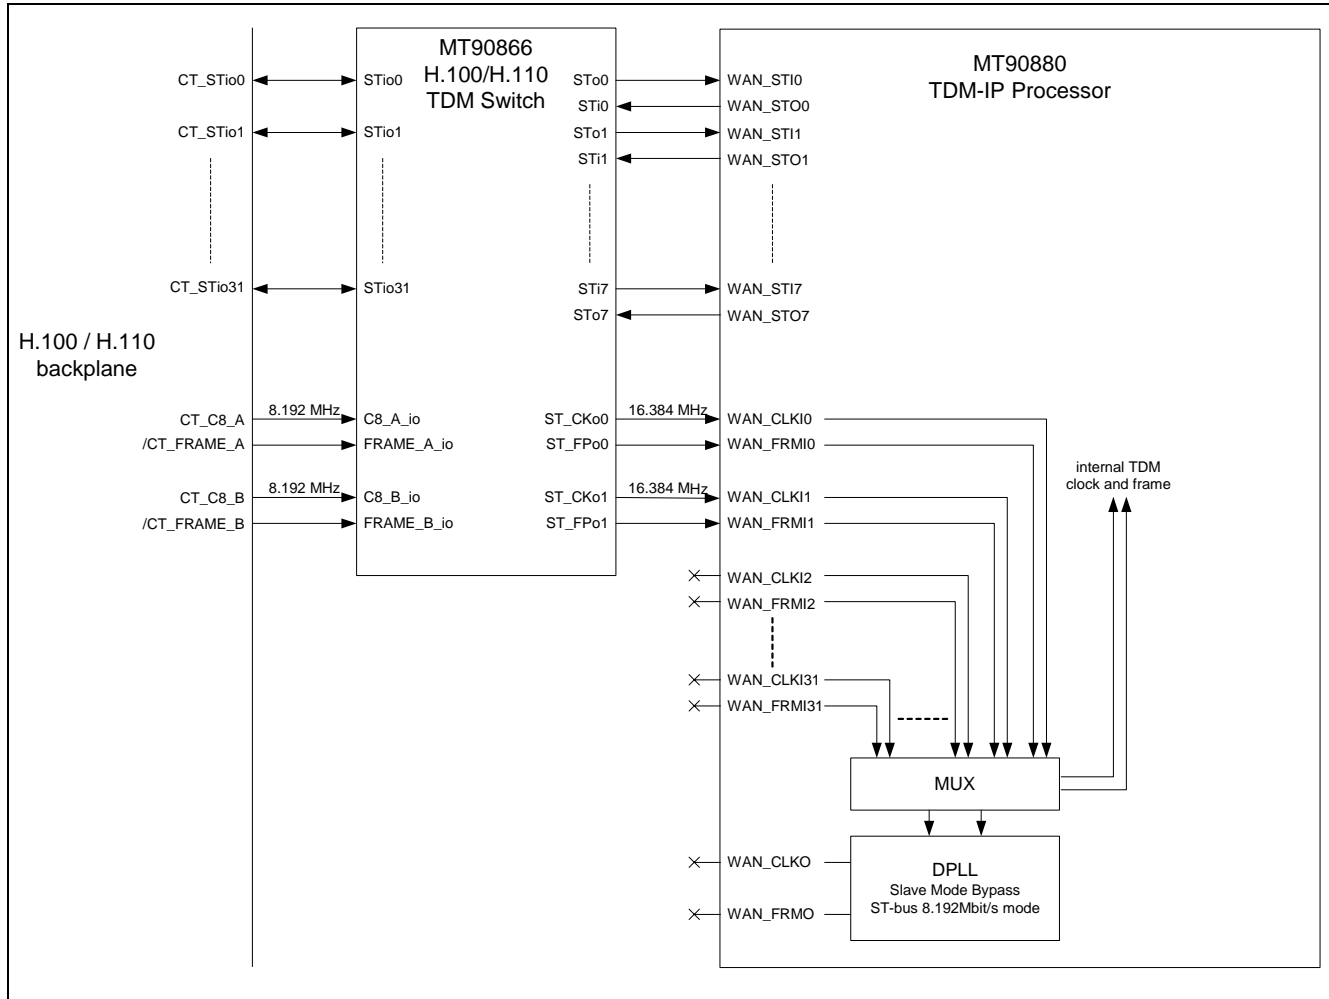 MT90866
H.100/H.110
TDM Switch
MT90880
TDM-IP Processor
CT_STio0
STio0
STo0
WAN_STI0
STi0
WAN_STO0
CT_STio1
STio1
STo1
WAN_STI1
STi1
WAN_STO1
CT_STio31
STio31
STi7
WAN_STI7
STo7
WAN_STO7
H.100 / H.110
backplane
CT_C8_A
8.192 MHz
C8_A_io
ST_CKo0
16.384 MHz
WAN_CLKI0
/CT_FRAME_A
FRAME_A_io
ST_FPo0
WAN_FRMI0
internal TDM
clock and frame
CT_C8_B
8.192 MHz
C8_B_io
ST_CKo1
16.384 MHz
WAN_CLKI1
/CT_FRAME_B
FRAME_B_io
ST_FPo1
WAN_FRMI1
WAN_CLKI2
WAN_FRMI2
WAN_CLKI31
WAN_FRMI31
MUX
WAN_CLKO
WAN_FRMO
DPLL
Slave Mode Bypass
ST-bus 8.192Mbit/s mode